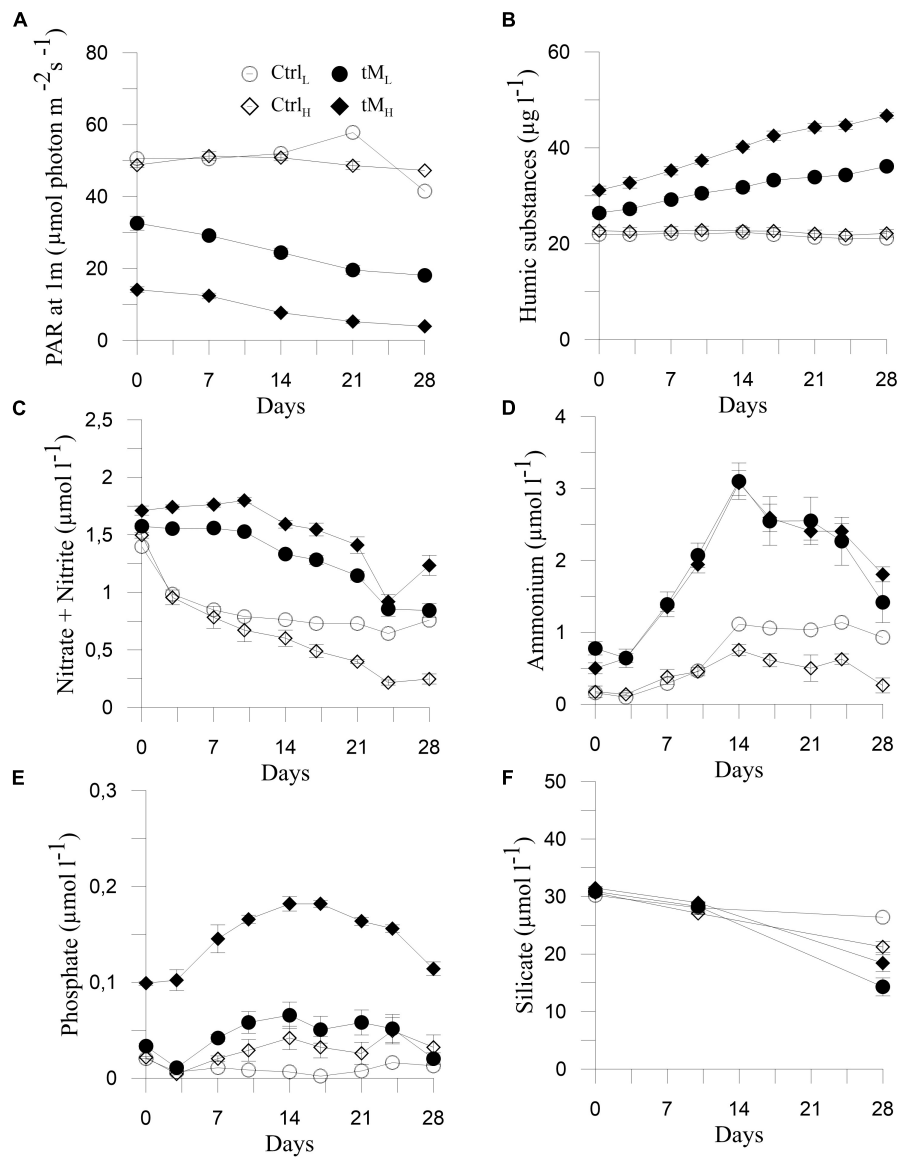 A
PAR at 1m (µmol photon m⁻²s⁻¹)
80
60
40
20
0
Ctrl_L tM_L
Ctrl_H tM_H
0 7 14 21 28
Days
B
Humic substances (µg l⁻¹)
60
40
20
0
0 7 14 21 28
Days
C
Nitrate + Nitrite (µmol l⁻¹)
2,5
2
1,5
1
0,5
0
0 7 14 21 28
Days
D
Ammonium (µmol l⁻¹)
4
3
2
1
0
0 7 14 21 28
Days
E
Phosphate (µmol l⁻¹)
0,3
0,2
0,1
0
0 7 14 21 28
Days
F
Silicate (µmol l⁻¹)
50
40
30
20
10
0
0 7 14 21 28
Days